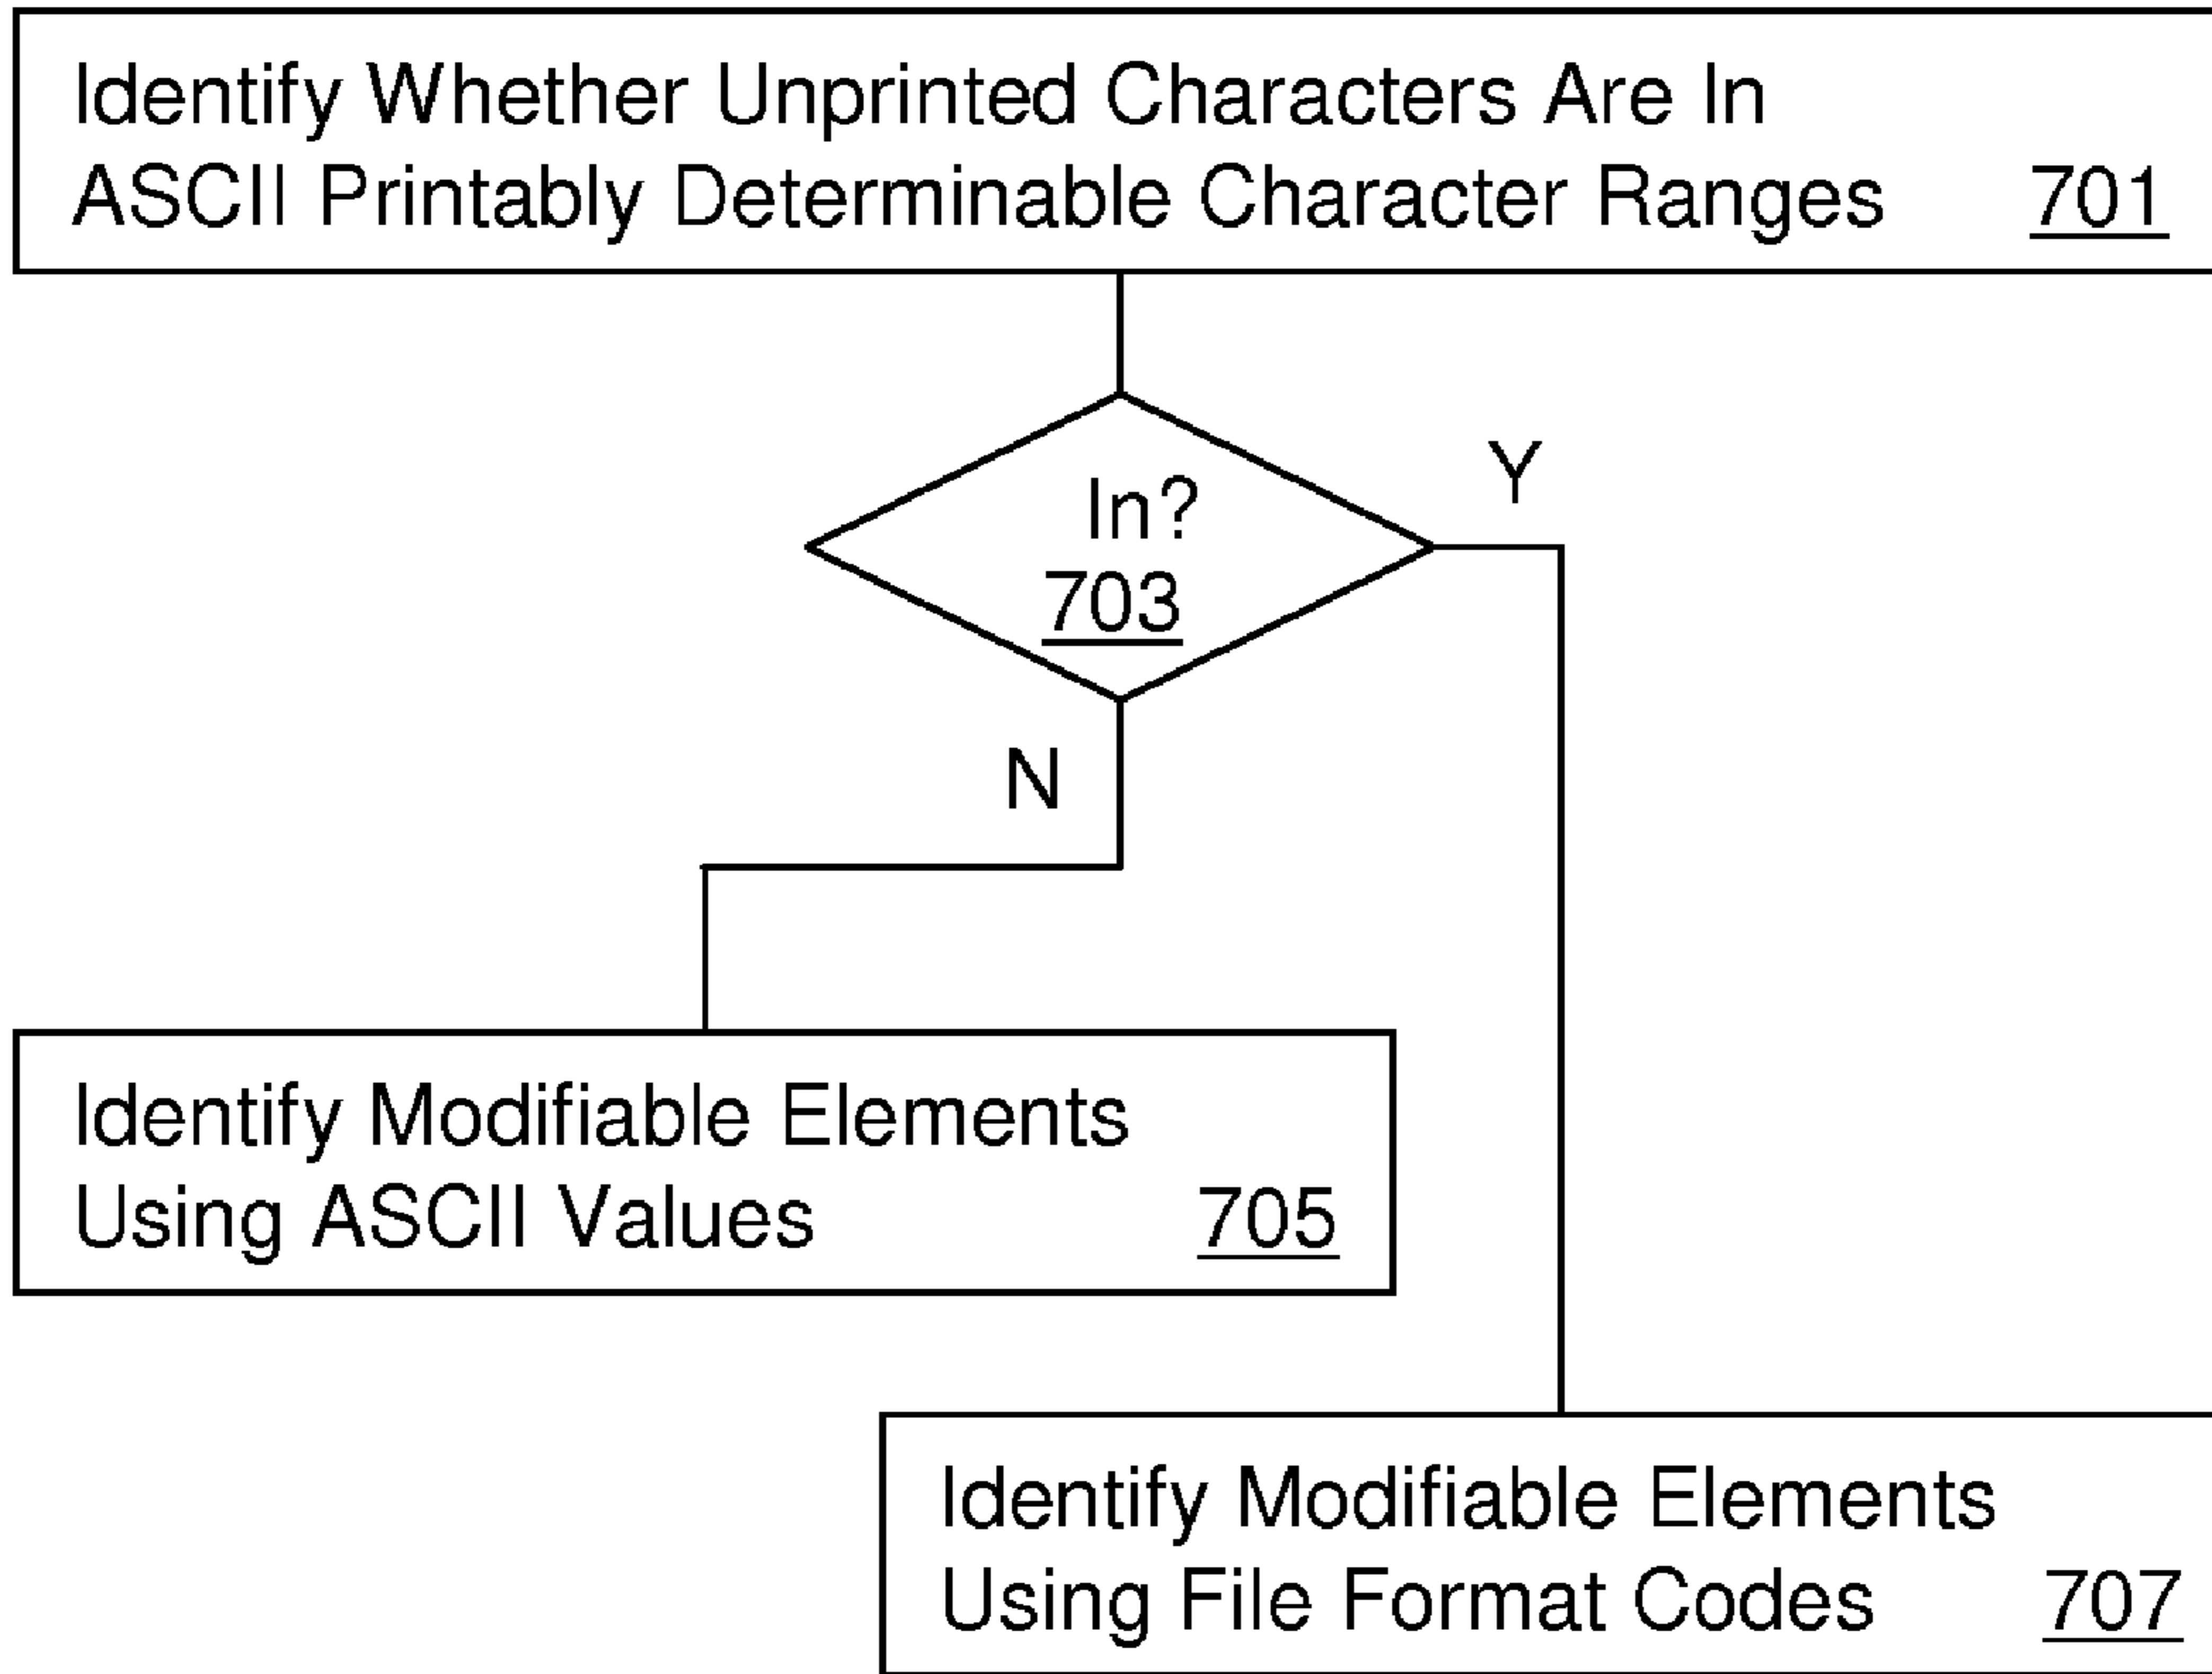 Identify Whether Unprinted Characters Are In
ASCII Printably Determinable Character Ranges 701
In?
703
Y
N
Identify Modifiable Elements
Using ASCII Values 705
Identify Modifiable Elements
Using File Format Codes 707